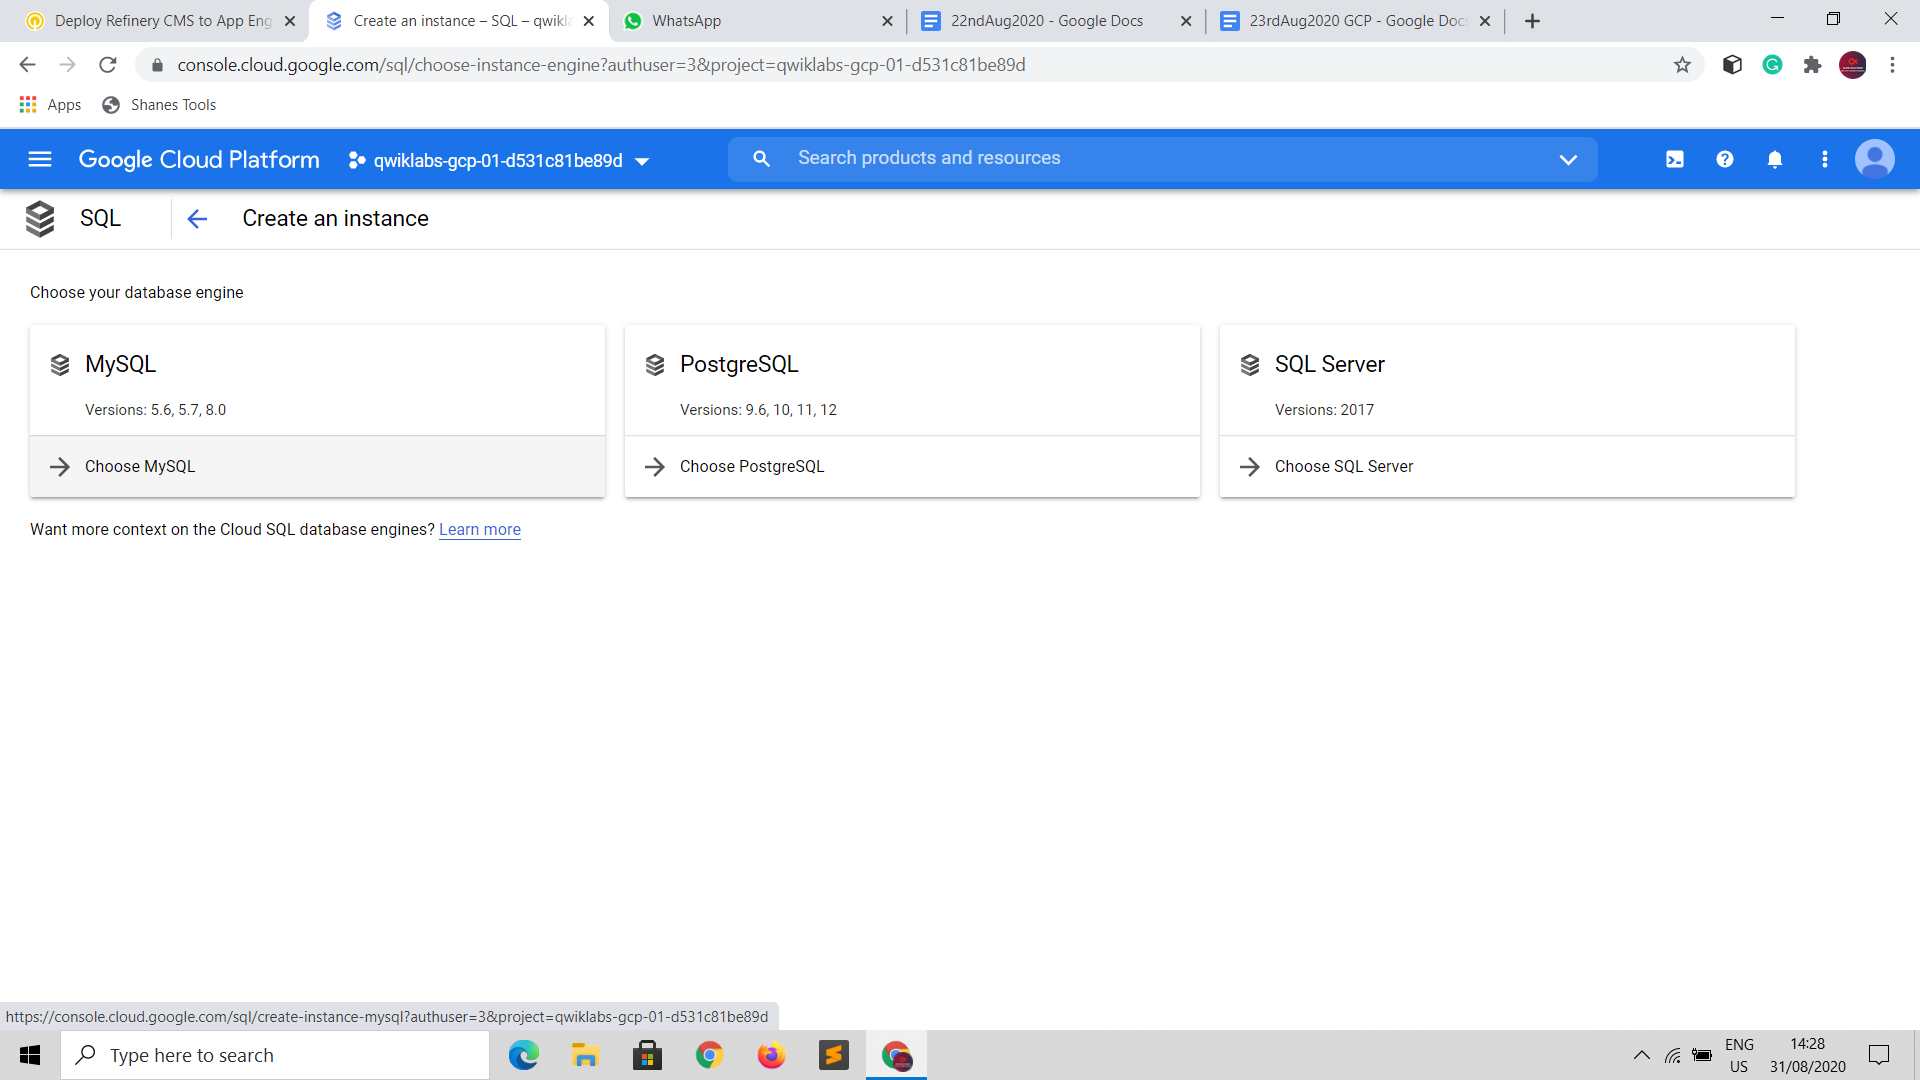 Deploy Refinery CMS to App Eng
Create an instance – SQL – qwikla
WhatsApp
22ndAug2020 - Google Docs
23rdAug2020 GCP - Google Docs
console.cloud.google.com/sql/choose-instance-engine?authuser=3&project=qwiklabs-gcp-01-d531c81be89d
Apps
Shanes Tools
Google Cloud Platform
qwiklabs-gcp-01-d531c81be89d
Search products and resources
SQL
Create an instance
Choose your database engine
MySQL
Versions: 5.6, 5.7, 8.0
Choose MySQL
PostgreSQL
Versions: 9.6, 10, 11, 12
Choose PostgreSQL
SQL Server
Versions: 2017
Choose SQL Server
Want more context on the Cloud SQL database engines? Learn more
https://console.cloud.google.com/sql/create-instance-mysql?authuser=3&project=qwiklabs-gcp-01-d531c81be89d
Type here to search
ENG
US
14:28
31/08/2020